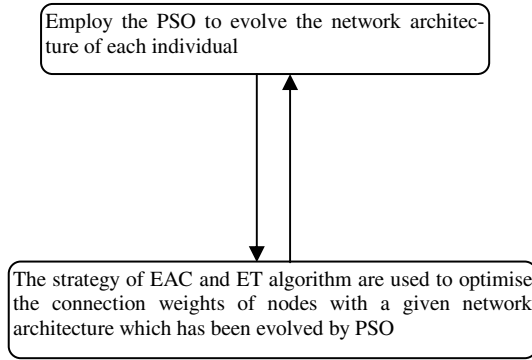 Employ the PSO to evolve the network architec-
ture of each individual
The strategy of EAC and ET algorithm are used to optimise
the connection weights of nodes with a given network
architecture which has been evolved by PSO